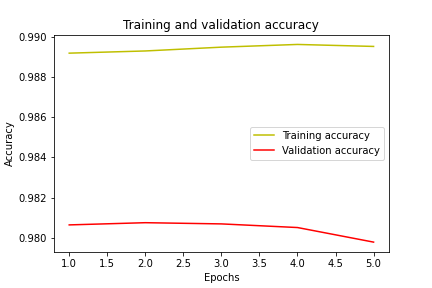 Training and validation accuracy
0.990
0.988
0.986
0.984
0.982
0.980
Accuracy
Training accuracy
Validation accuracy
1.0 1.5 2.0 2.5 3.0 3.5 4.0 4.5 5.0
Epochs